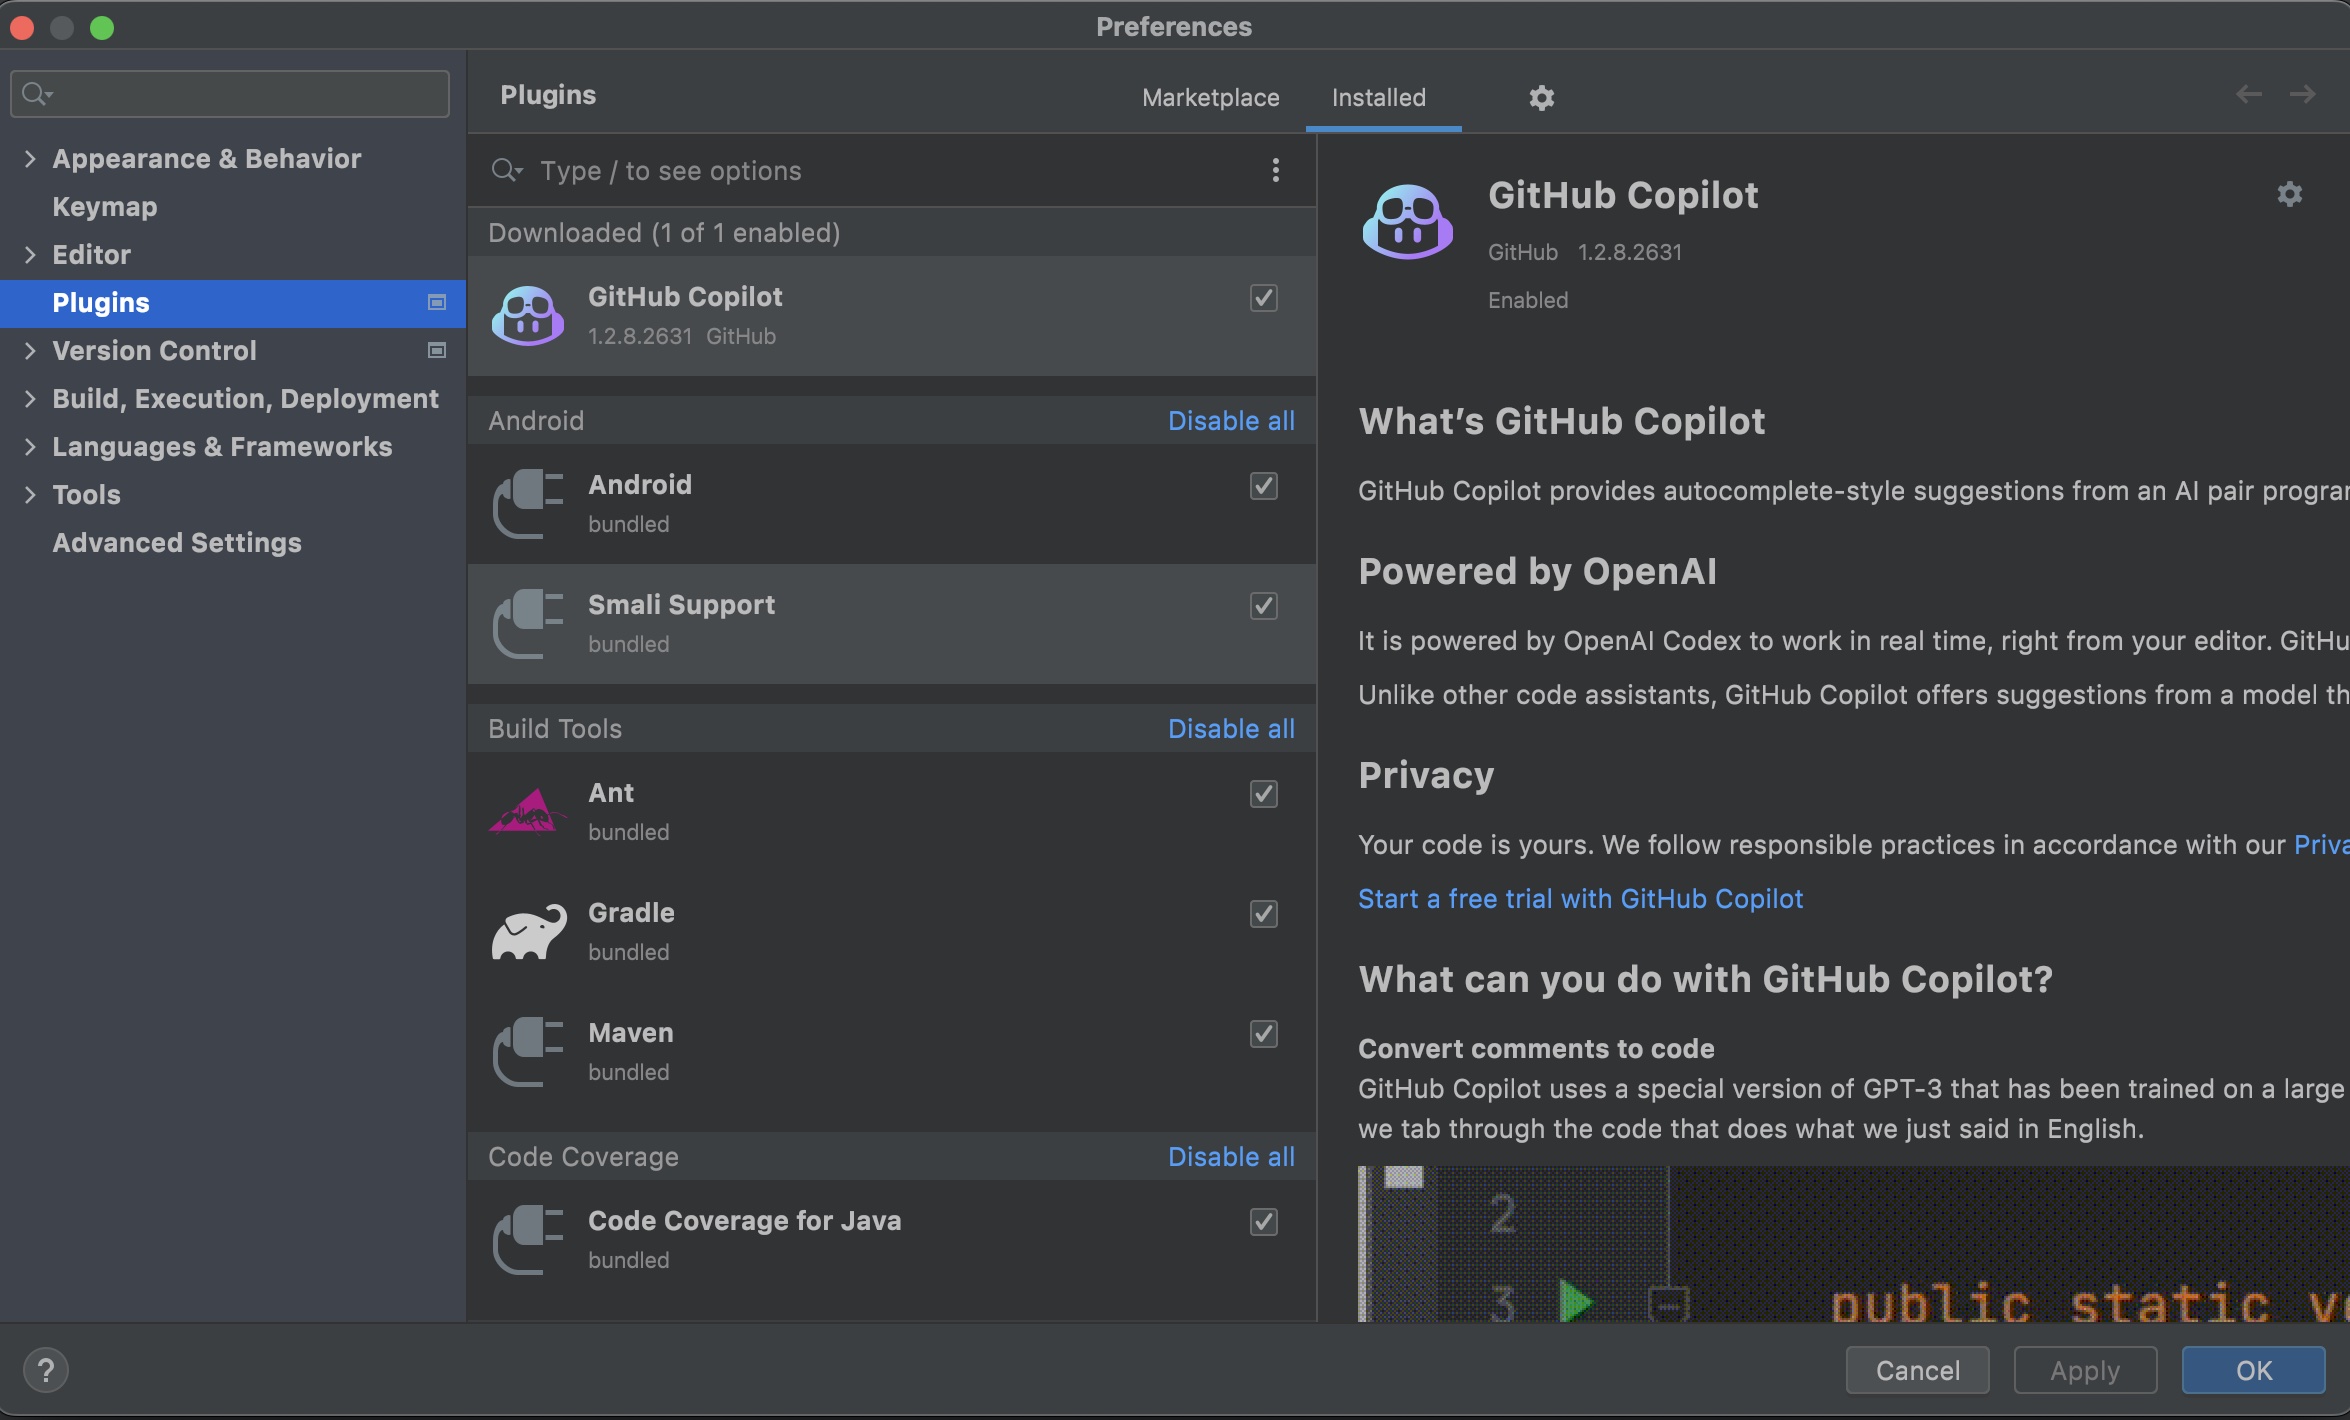 Preferences
Appearance & Behavior
Keymap
Editor
Plugins
Version Control
Build, Execution, Deployment
Languages & Frameworks
Tools
Advanced Settings
Plugins
Marketplace
Installed
Type / to see options
Downloaded (1 of 1 enabled)
GitHub Copilot
1.2.8.2631 GitHub
Android Disable all
Android
bundled
Smali Support
bundled
Build Tools Disable all
Ant
bundled
Gradle
bundled
Maven
bundled
Code Coverage Disable all
Code Coverage for Java
bundled
GitHub Copilot
GitHub 1.2.8.2631
Enabled
What's GitHub Copilot
GitHub Copilot provides autocomplete-style suggestions from an AI pair progra
Powered by OpenAI
It is powered by OpenAI Codex to work in real time, right from your editor. GitHu
Unlike other code assistants, GitHub Copilot offers suggestions from a model th
Privacy
Your code is yours. We follow responsible practices in accordance with our Priva
Start a free trial with GitHub Copilot
What can you do with GitHub Copilot?
Convert comments to code
GitHub Copilot uses a special version of GPT-3 that has been trained on a large
we tab through the code that does what we just said in English.
2
3 public static v
?
Cancel
Apply
OK